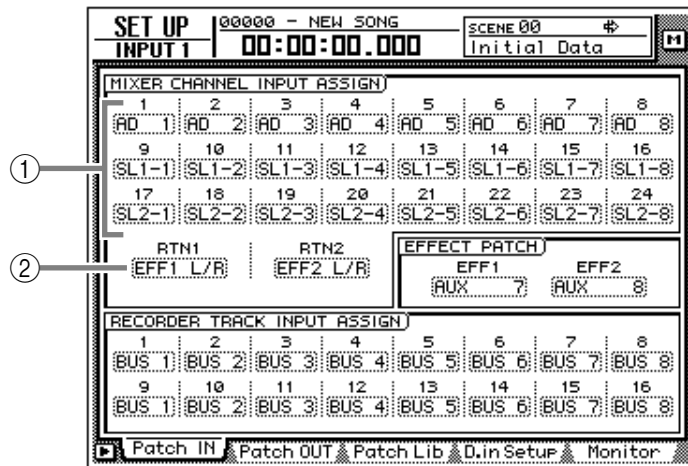 SET UP 00000 - NEW SONG SCENE 00
INPUT 1 00:00:00.000 Initial Data M
MIXER CHANNEL INPUT ASSIGN
1 2 3 4 5 6 7 8
AD 1 AD 2 AD 3 AD 4 AD 5 AD 6 AD 7 AD 8
9 10 11 12 13 14 15 16
① SL1-1 SL1-2 SL1-3 SL1-4 SL1-5 SL1-6 SL1-7 SL1-8
17 18 19 20 21 22 23 24
SL2-1 SL2-2 SL2-3 SL2-4 SL2-5 SL2-6 SL2-7 SL2-8
RTN1 RTN2 EFFECT PATCH
② EFF1 L/R EFF2 L/R EFF1 EFF2
AUX 7 AUX 8
RECORDER TRACK INPUT ASSIGN
1 2 3 4 5 6 7 8
BUS 1 BUS 2 BUS 3 BUS 4 BUS 5 BUS 6 BUS 7 BUS 8
9 10 11 12 13 14 15 16
BUS 1 BUS 2 BUS 3 BUS 4 BUS 5 BUS 6 BUS 7 BUS 8
Patch IN Patch OUT Patch Lib D.in Setup Monitor